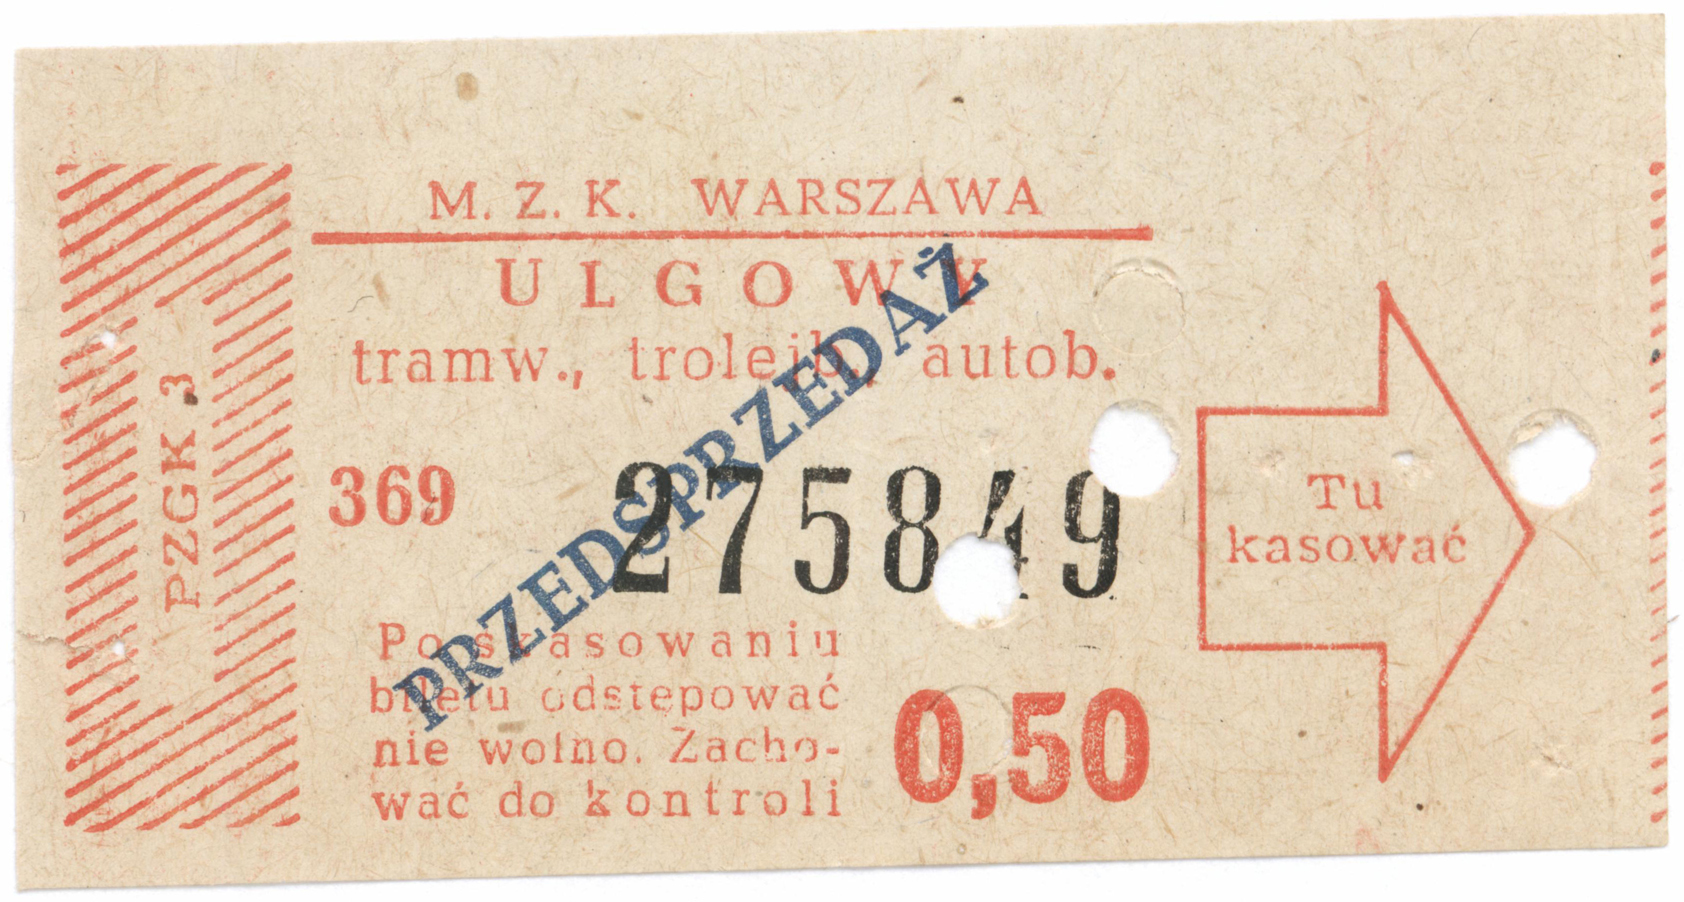 M. Z. K. WARSZAWA
ULGOWY
tramw., trolejb., autob.
PRZEDSPRZEDAŻ
PZGK 3
369
275849
Tu
kasować
Po skasowaniu
biletu odstępować
nie wolno. Zacho-
wać do kontroli
0,50